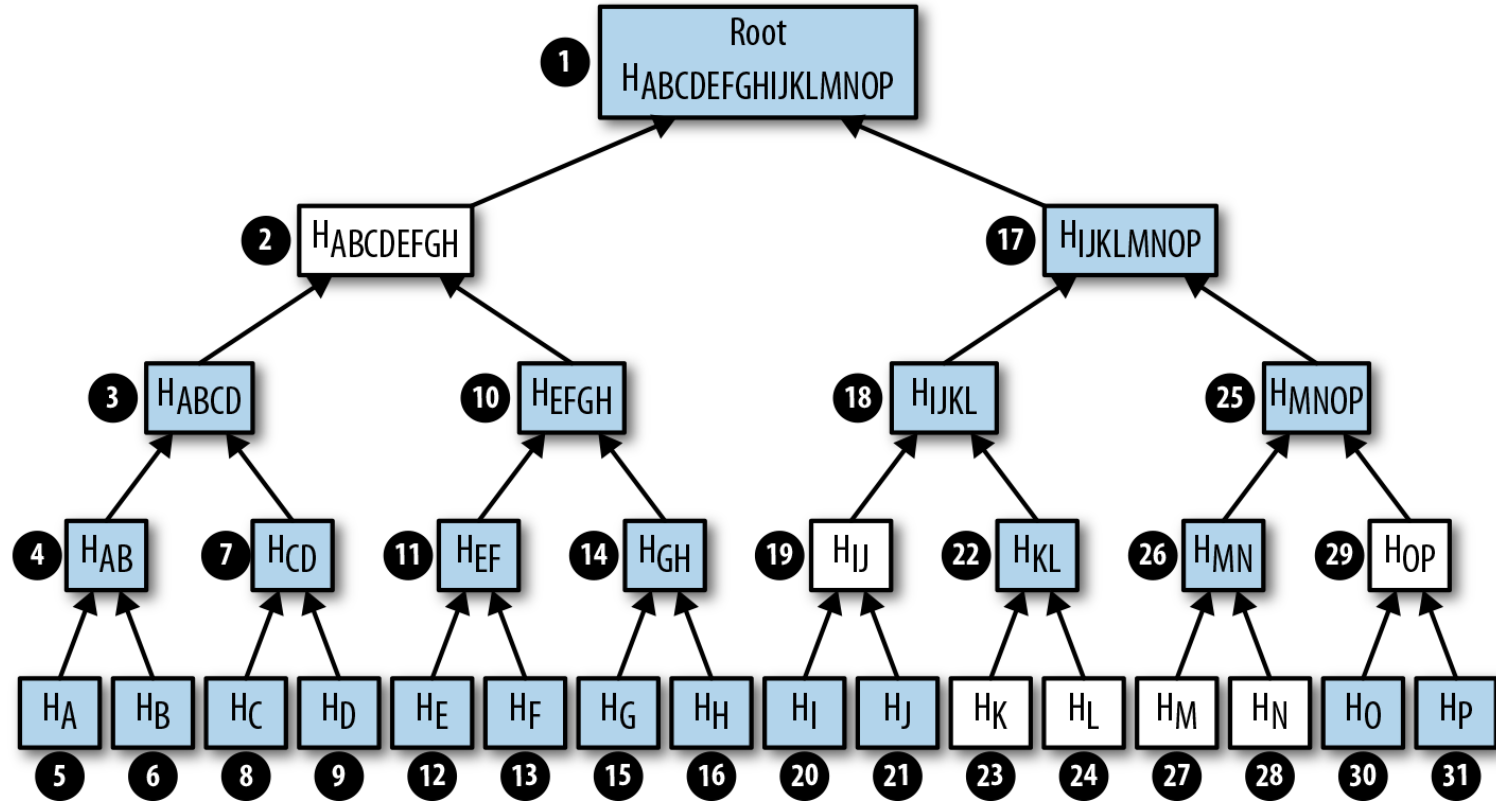 Root
1 HABCDEFGHIJKLMNOP
2 HABCDEFGH 17 HIJKLMNOP
3 HABCD 10 HEFGH 18 HIJKL 25 HMNOP
4 HAB 7 HCD 11 HEF 14 HGH 19 HIJ 22 HKL 26 HMN 29 HOP
HA HB HC HD HE HF HG HH HI HJ HK HL HM HN HO HP
5 6 8 9 12 13 15 16 20 21 23 24 27 28 30 31